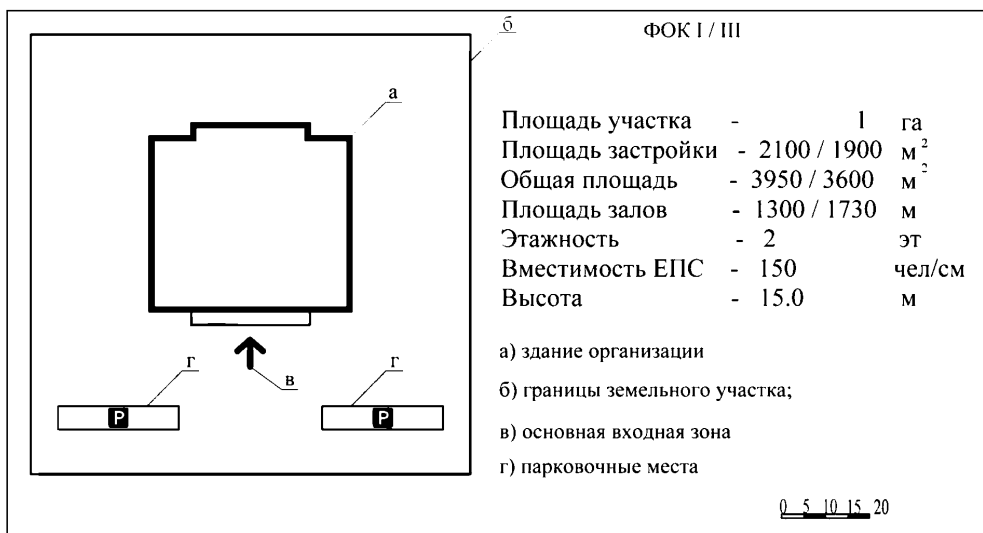 б
ФОК I / III
а
Площадь участка - 1 га
Площадь застройки - 2100 / 1900 м²
Общая площадь - 3950 / 3600 м²
Площадь залов - 1300 / 1730 м
Этажность - 2 эт
Вместимость ЕПС - 150 чел/см
Высота - 15.0 м
а) здание организации
г
в
г
б) границы земельного участка;
P
P
в) основная входная зона
г) парковочные места
0 5 10 15 20